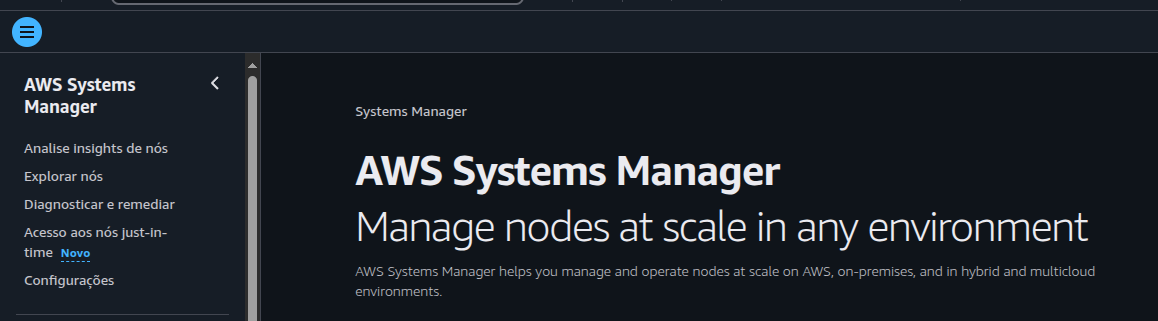 AWS Systems
Manager
Analise insights de nós
Explorar nós
Diagnosticar e remediar
Acesso aos nós just-in-
time Novo
Configurações
Systems Manager
AWS Systems Manager
Manage nodes at scale in any environment
AWS Systems Manager helps you manage and operate nodes at scale on AWS, on-premises, and in hybrid and multicloud
environments.